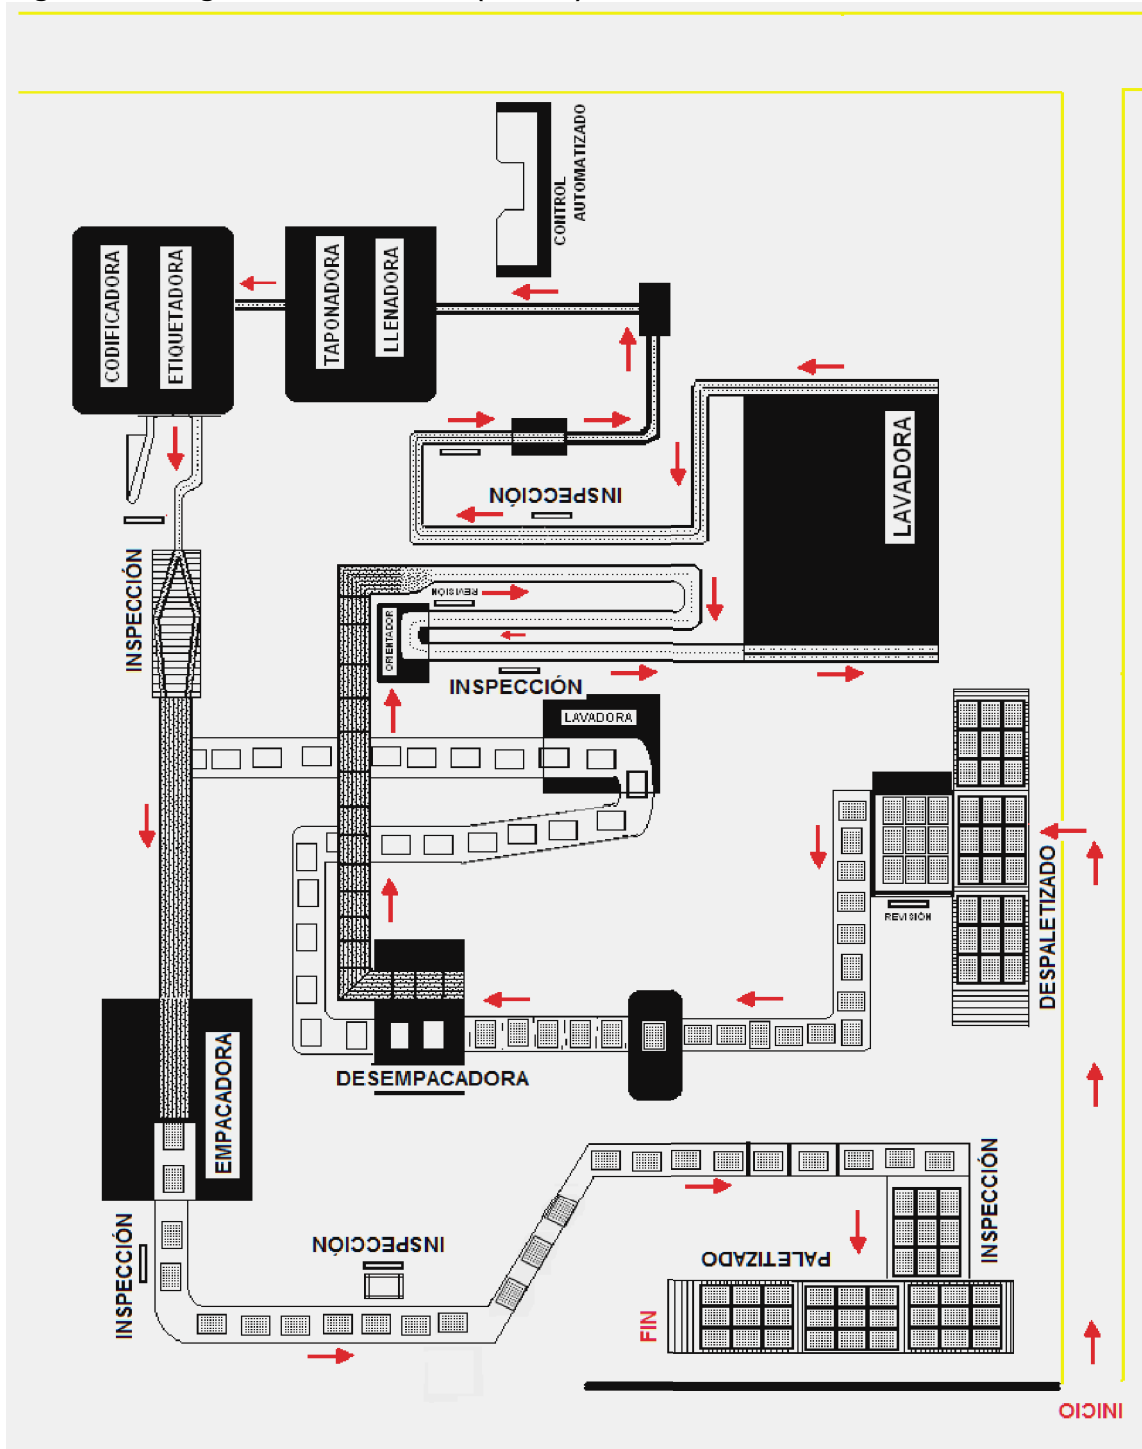 CONTROL
AUTOMATIZADO
CODIFICADORA
ETIQUETADORA
TAPONADORA
LLENADORA
LAVADORA
INSPECCIÓN
INSPECCIÓN
REVISIÓN
ORIENTADOR
INSPECCIÓN
LAVADORA
REVISIÓN
DESPALETIZADO
DESEMPACADORA
EMPACADORA
INSPECCIÓN
INSPECCIÓN
INSPECCIÓN
PALETIZADO
FIN
INICIO